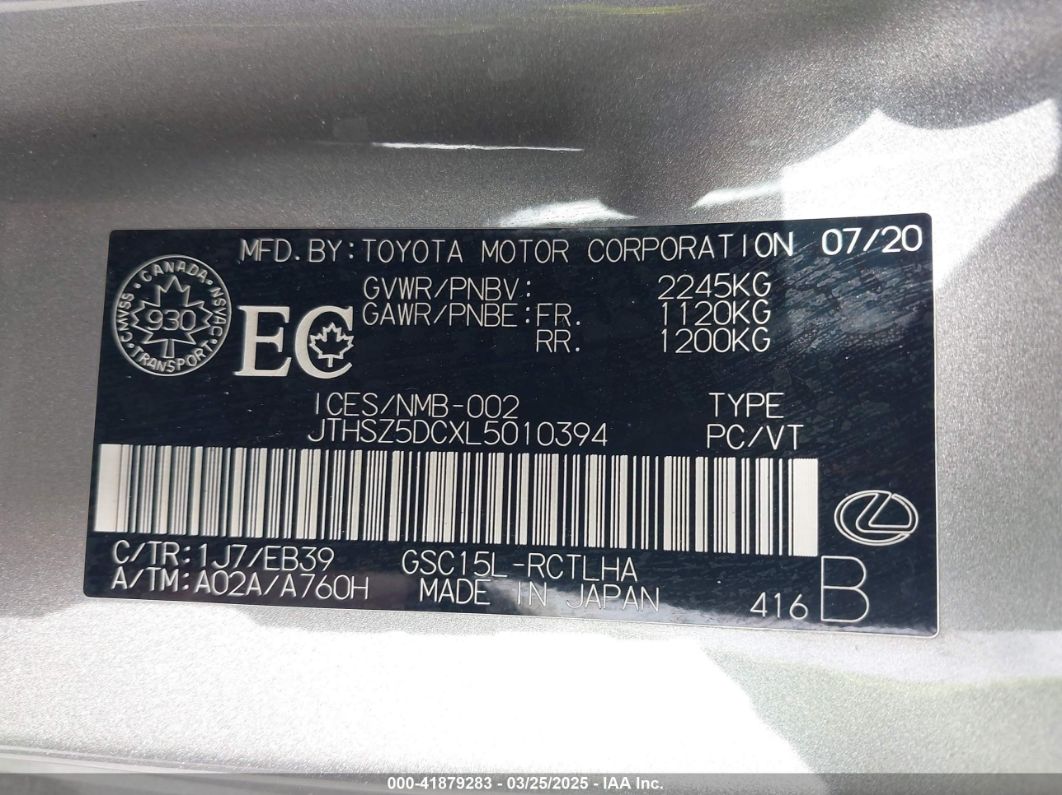 MFD.BY:TOYOTA MOTOR CORPORATION 07/20
GVWR/PNBV: 2245KG
GAWR/PNBE:FR. 1120KG
RR. 1200KG
CANADA
CMVSS
930
NSVAC
TRANSPORT
EC
ICES/NMB-002 TYPE
JTHSZ5DCXL5010394 PC/VT
C/TR:1J7/EB39 GSC15L-RCTLHA
A/TM:A02A/A760H MADE IN JAPAN 416 B
000-41879283 - 03/25/2025 - IAA Inc.